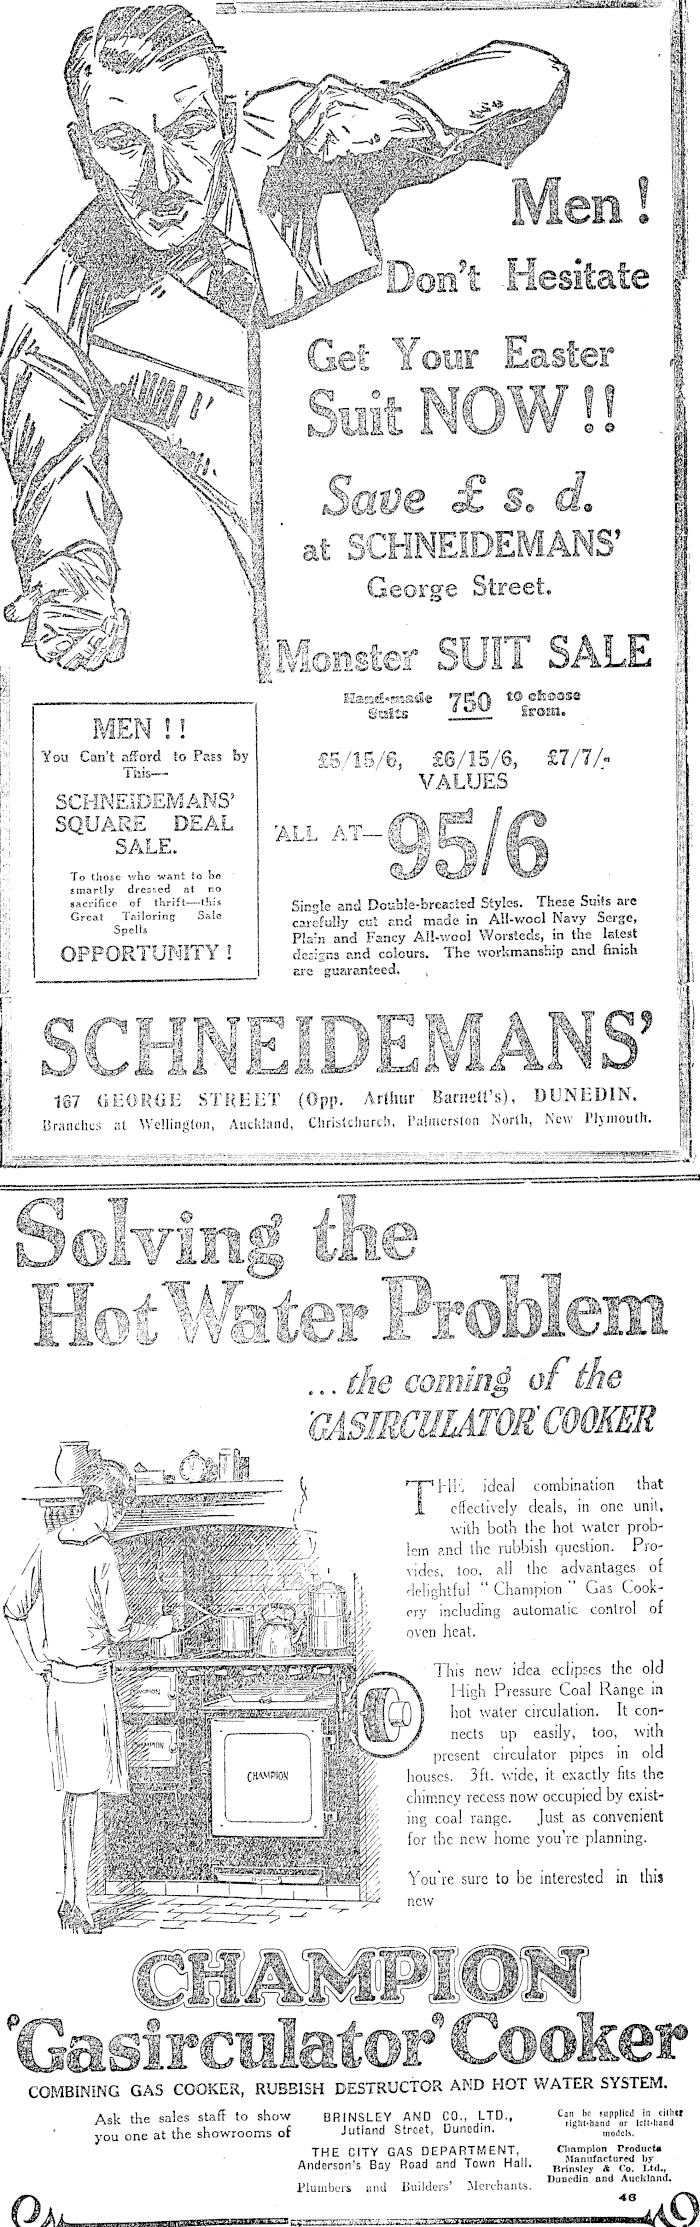 Men !
Don't Hesitate
Get Your Easter
Suit NOW !!
Save £ s. d.
at SCHNEIDEMANS'
George Street.
Monster SUIT SALE
Hand-made Suits 750 to choose from.
£5/15/6, £6/15/6, £7/7/-
VALUES
ALL AT— 95/6
Single and Double-breasted Styles. These Suits are
carefully cut and made in All-wool Navy Serge,
Plain and Fancy All-wool Worsteds, in the latest
designs and colours. The workmanship and finish
are guaranteed.
MEN ! !
You Can't afford to Pass by
This—
SCHNEIDEMANS'
SQUARE DEAL
SALE.
To those who want to be
smartly dressed at no
sacrifice of thrift—this
Great Tailoring Sale
Spells
OPPORTUNITY !
SCHNEIDEMANS'
167 GEORGE STREET (Opp. Arthur Barnett's), DUNEDIN.
Branches at Wellington, Auckland, Christchurch, Palmerston North, New Plymouth.
Solving the
Hot Water Problem
... the coming of the
'GASIRCULATOR' COOKER
THE ideal combination that
effectively deals, in one unit,
with both the hot water prob-
lem and the rubbish question. Pro-
vides, too, all the advantages of
delightful "Champion" Gas Cook-
ery including automatic control of
oven heat.
This new idea eclipses the old
High Pressure Coal Range in
hot water circulation. It con-
nects up easily, too, with
present circulator pipes in old
houses. 3ft. wide, it exactly fits the
chimney recess now occupied by exist-
ing coal range. Just as convenient
for the new home you're planning.
You're sure to be interested in this
new
CHAMPION
CHAMPION
CHAMPION
CHAMPION
'Gasirculator' Cooker
COMBINING GAS COOKER, RUBBISH DESTRUCTOR AND HOT WATER SYSTEM.
Ask the sales staff to show
you one at the showrooms of
BRINSLEY AND CO., LTD.,
Jutland Street, Dunedin.
THE CITY GAS DEPARTMENT,
Anderson's Bay Road and Town Hall.
Plumbers and Builders' Merchants.
Can be supplied in either
right-hand or left-hand
models.
Champion Products
Manufactured by
Brinsley & Co. Ltd.,
Dunedin and Auckland.
46